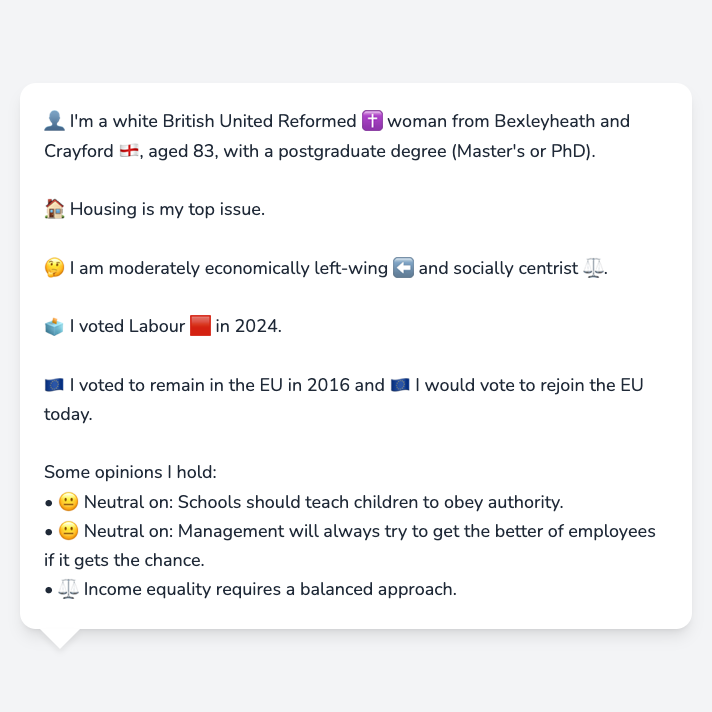 👤 I'm a white British United Reformed ✝️ woman from Bexleyheath and
Crayford 🏴󠁧󠁢󠁥󠁮󠁧󠁿, aged 83, with a postgraduate degree (Master's or PhD).
🏠 Housing is my top issue.
🤔 I am moderately economically left-wing ⬅️ and socially centrist ⚖️.
🗳️ I voted Labour 🟥 in 2024.
🇪🇺 I voted to remain in the EU in 2016 and 🇪🇺 I would vote to rejoin the EU
today.
Some opinions I hold:
• 😐 Neutral on: Schools should teach children to obey authority.
• 😐 Neutral on: Management will always try to get the better of employees
if it gets the chance.
• ⚖️ Income equality requires a balanced approach.